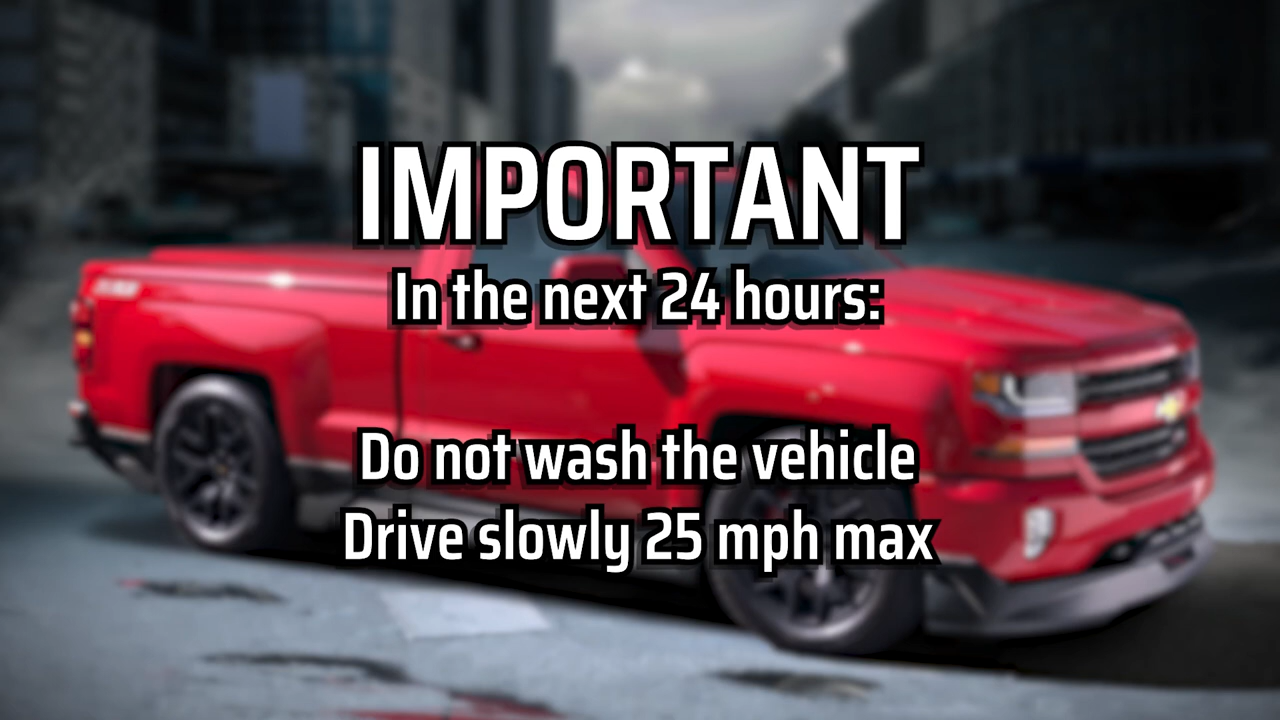 IMPORTANT
In the next 24 hours:
Do not wash the vehicle
Drive slowly 25 mph max